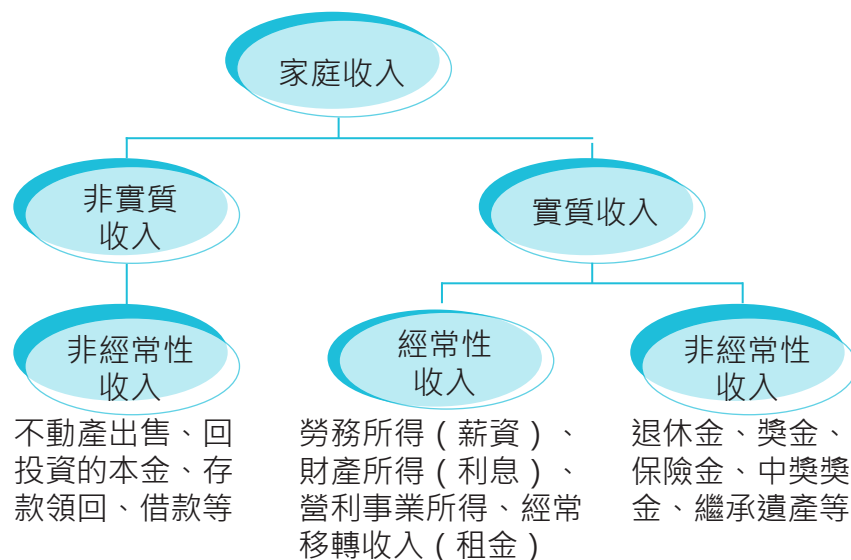 家庭收入
非實質
收入
實質收入
非經常性
收入
經常性
收入
非經常性
收入
不動產出售、回
投資的本金、存
款領回、借款等
勞務所得(薪資)、
財產所得(利息)、
營利事業所得、經常
移轉收入(租金)
退休金、獎金、
保險金、中獎獎
金、繼承遺產等